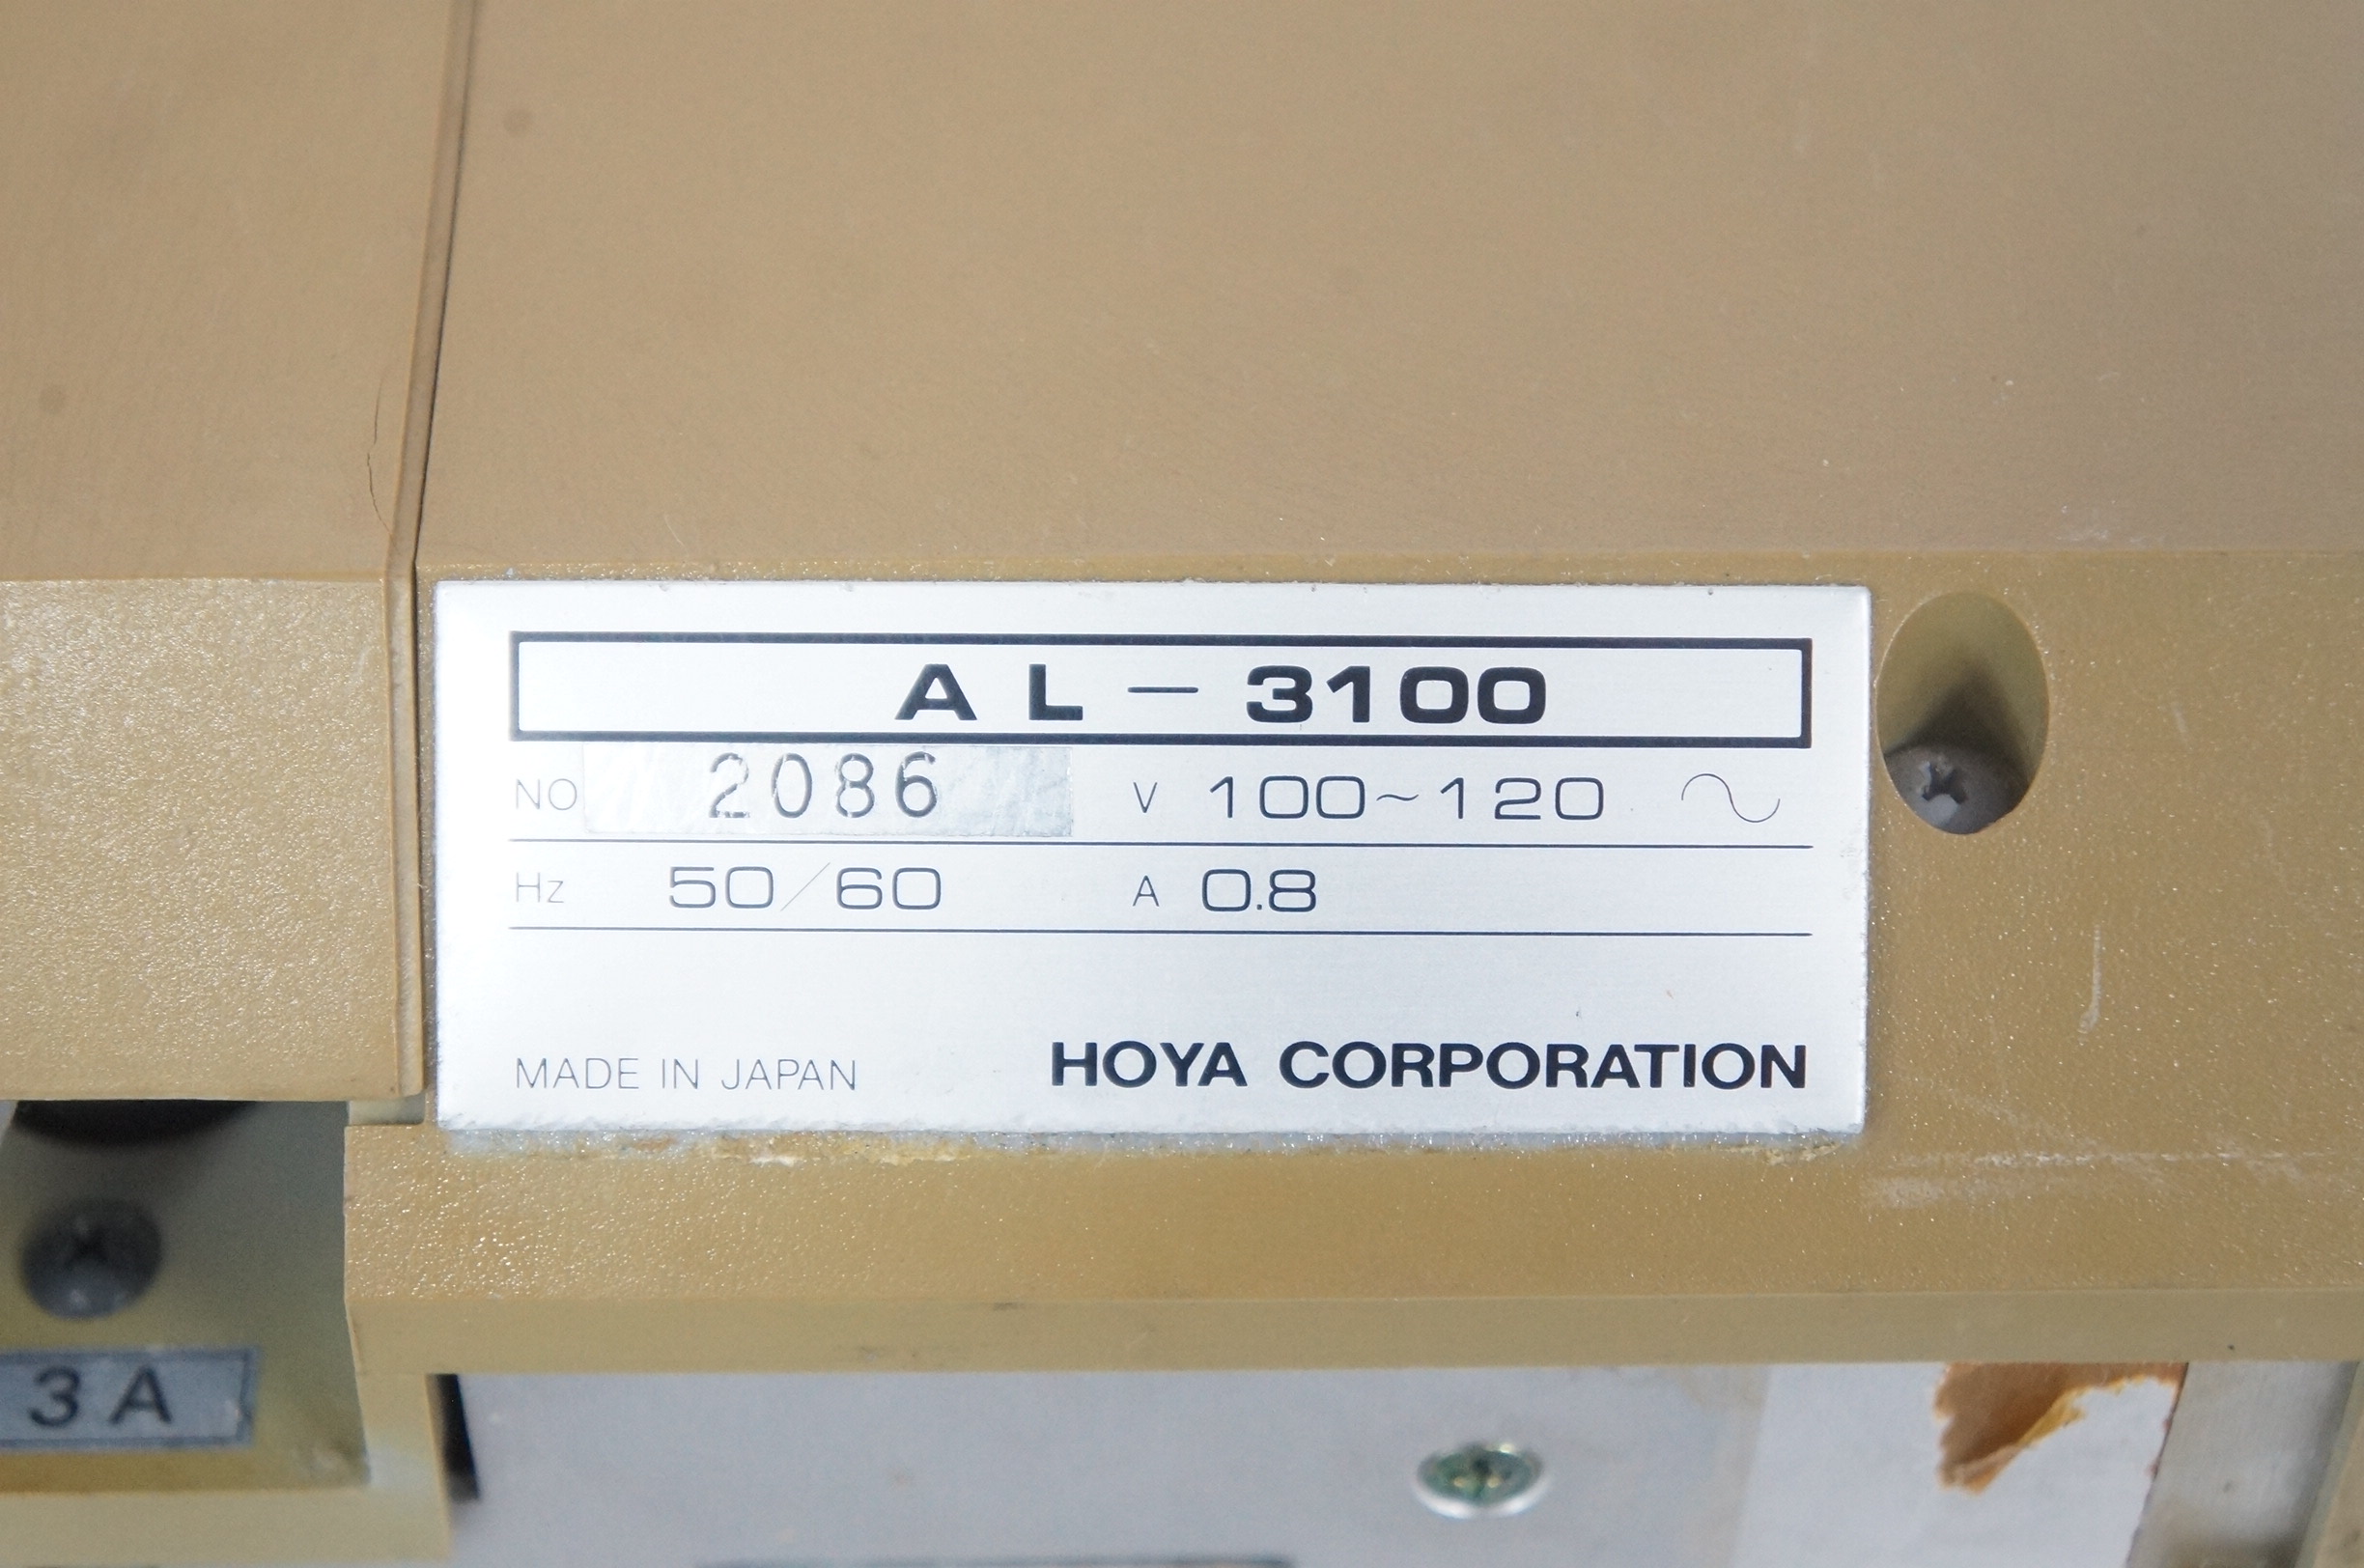 AL-3100
NO 2086 V 100~120 ∿
Hz 50/60 A 0.8
MADE IN JAPAN HOYA CORPORATION
3A